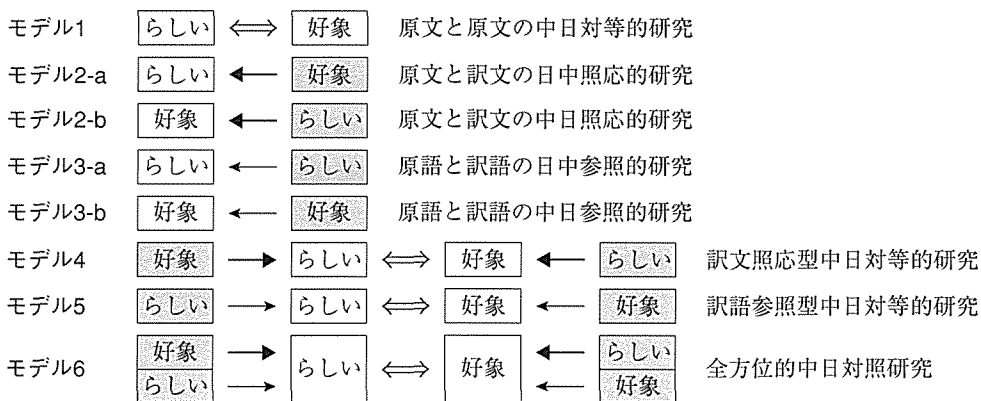 モデル1 らしい ⟺ 好象 原文と原文の中日対等的研究
モデル2-a らしい ← 好象 原文と訳文の日中照応的研究
モデル2-b 好象 ← らしい 原文と訳文の中日照応的研究
モデル3-a らしい ← らしい 原語と訳語の日中参照的研究
モデル3-b 好象 ← 好象 原語と訳語の中日参照的研究
モデル4 好象 → らしい ⟺ 好象 ← らしい 訳文照応型中日対等的研究
モデル5 らしい → らしい ⟺ 好象 ← 好象 訳語参照型中日対等的研究
モデル6 好象 → らしい ⟺ 好象 ← らしい 全方位的中日対照研究
らしい → ← 好象